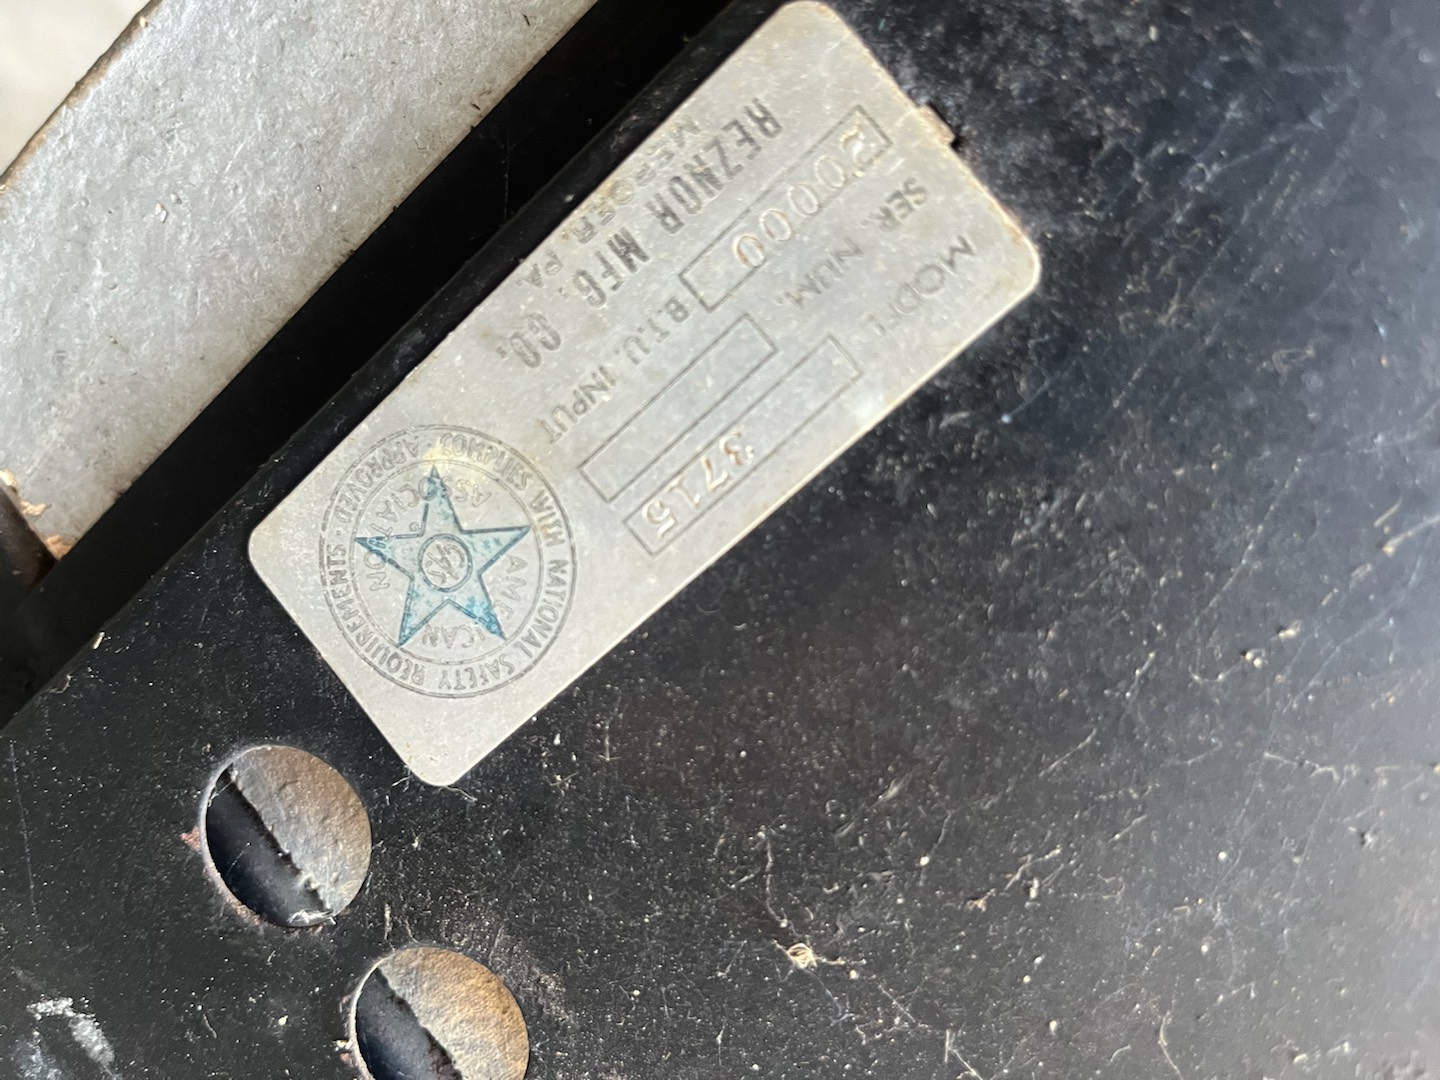 MODEL 3715
SER. NUM.
20000 B.T.U. INPUT
REZNOR MFG. CO.
MERCER, PA.
APPROVED · COMPLIES WITH NATIONAL SAFETY REQUIREMENTS ·
AMERICAN
GAS
ASSOCIATION